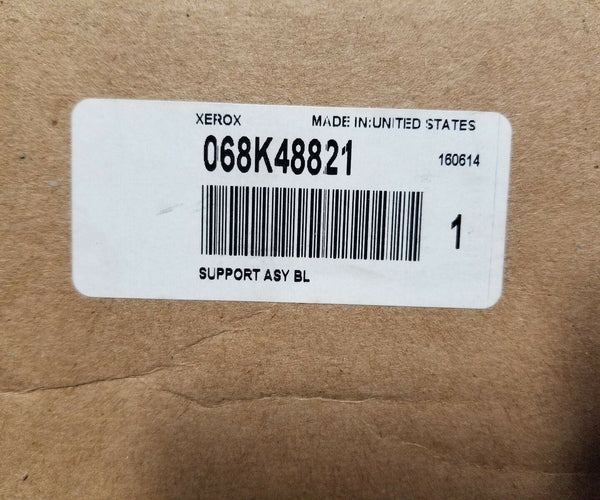 XEROX MADE IN:UNITED STATES
068K48821 160614
1
SUPPORT ASY BL